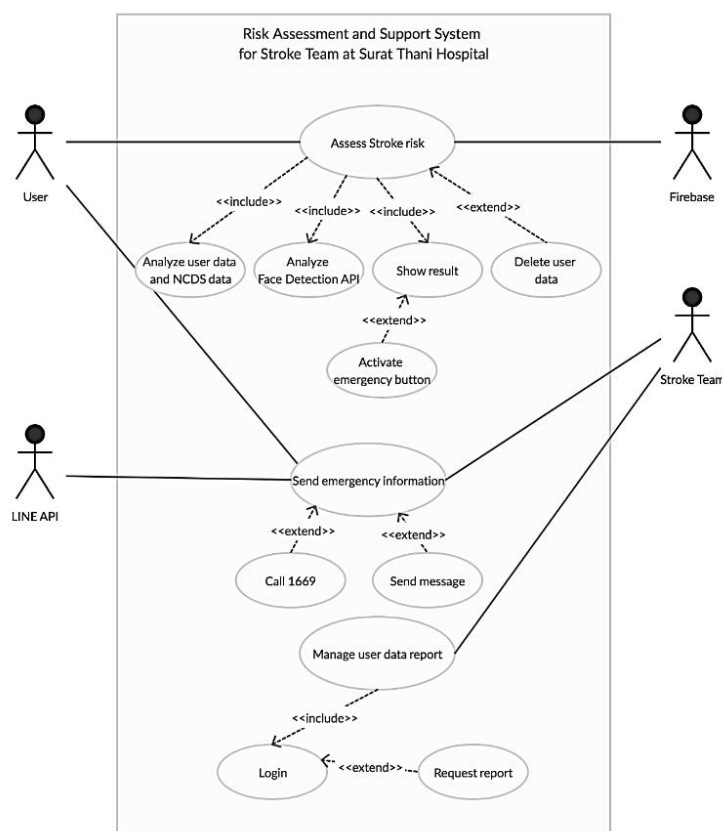 Risk Assessment and Support System
for Stroke Team at Surat Thani Hospital
Assess Stroke risk
User
Firebase
<<include>>
<<include>>
<<include>>
<<extend>>
Analyze user data
and NCDS data
Analyze
Face Detection API
Show result
Delete user
data
<<extend>>
Activate
emergency button
Stroke Team
Send emergency information
LINE API
<<extend>>
<<extend>>
Call 1669
Send message
Manage user data report
<<include>>
Login
<<extend>>
Request report